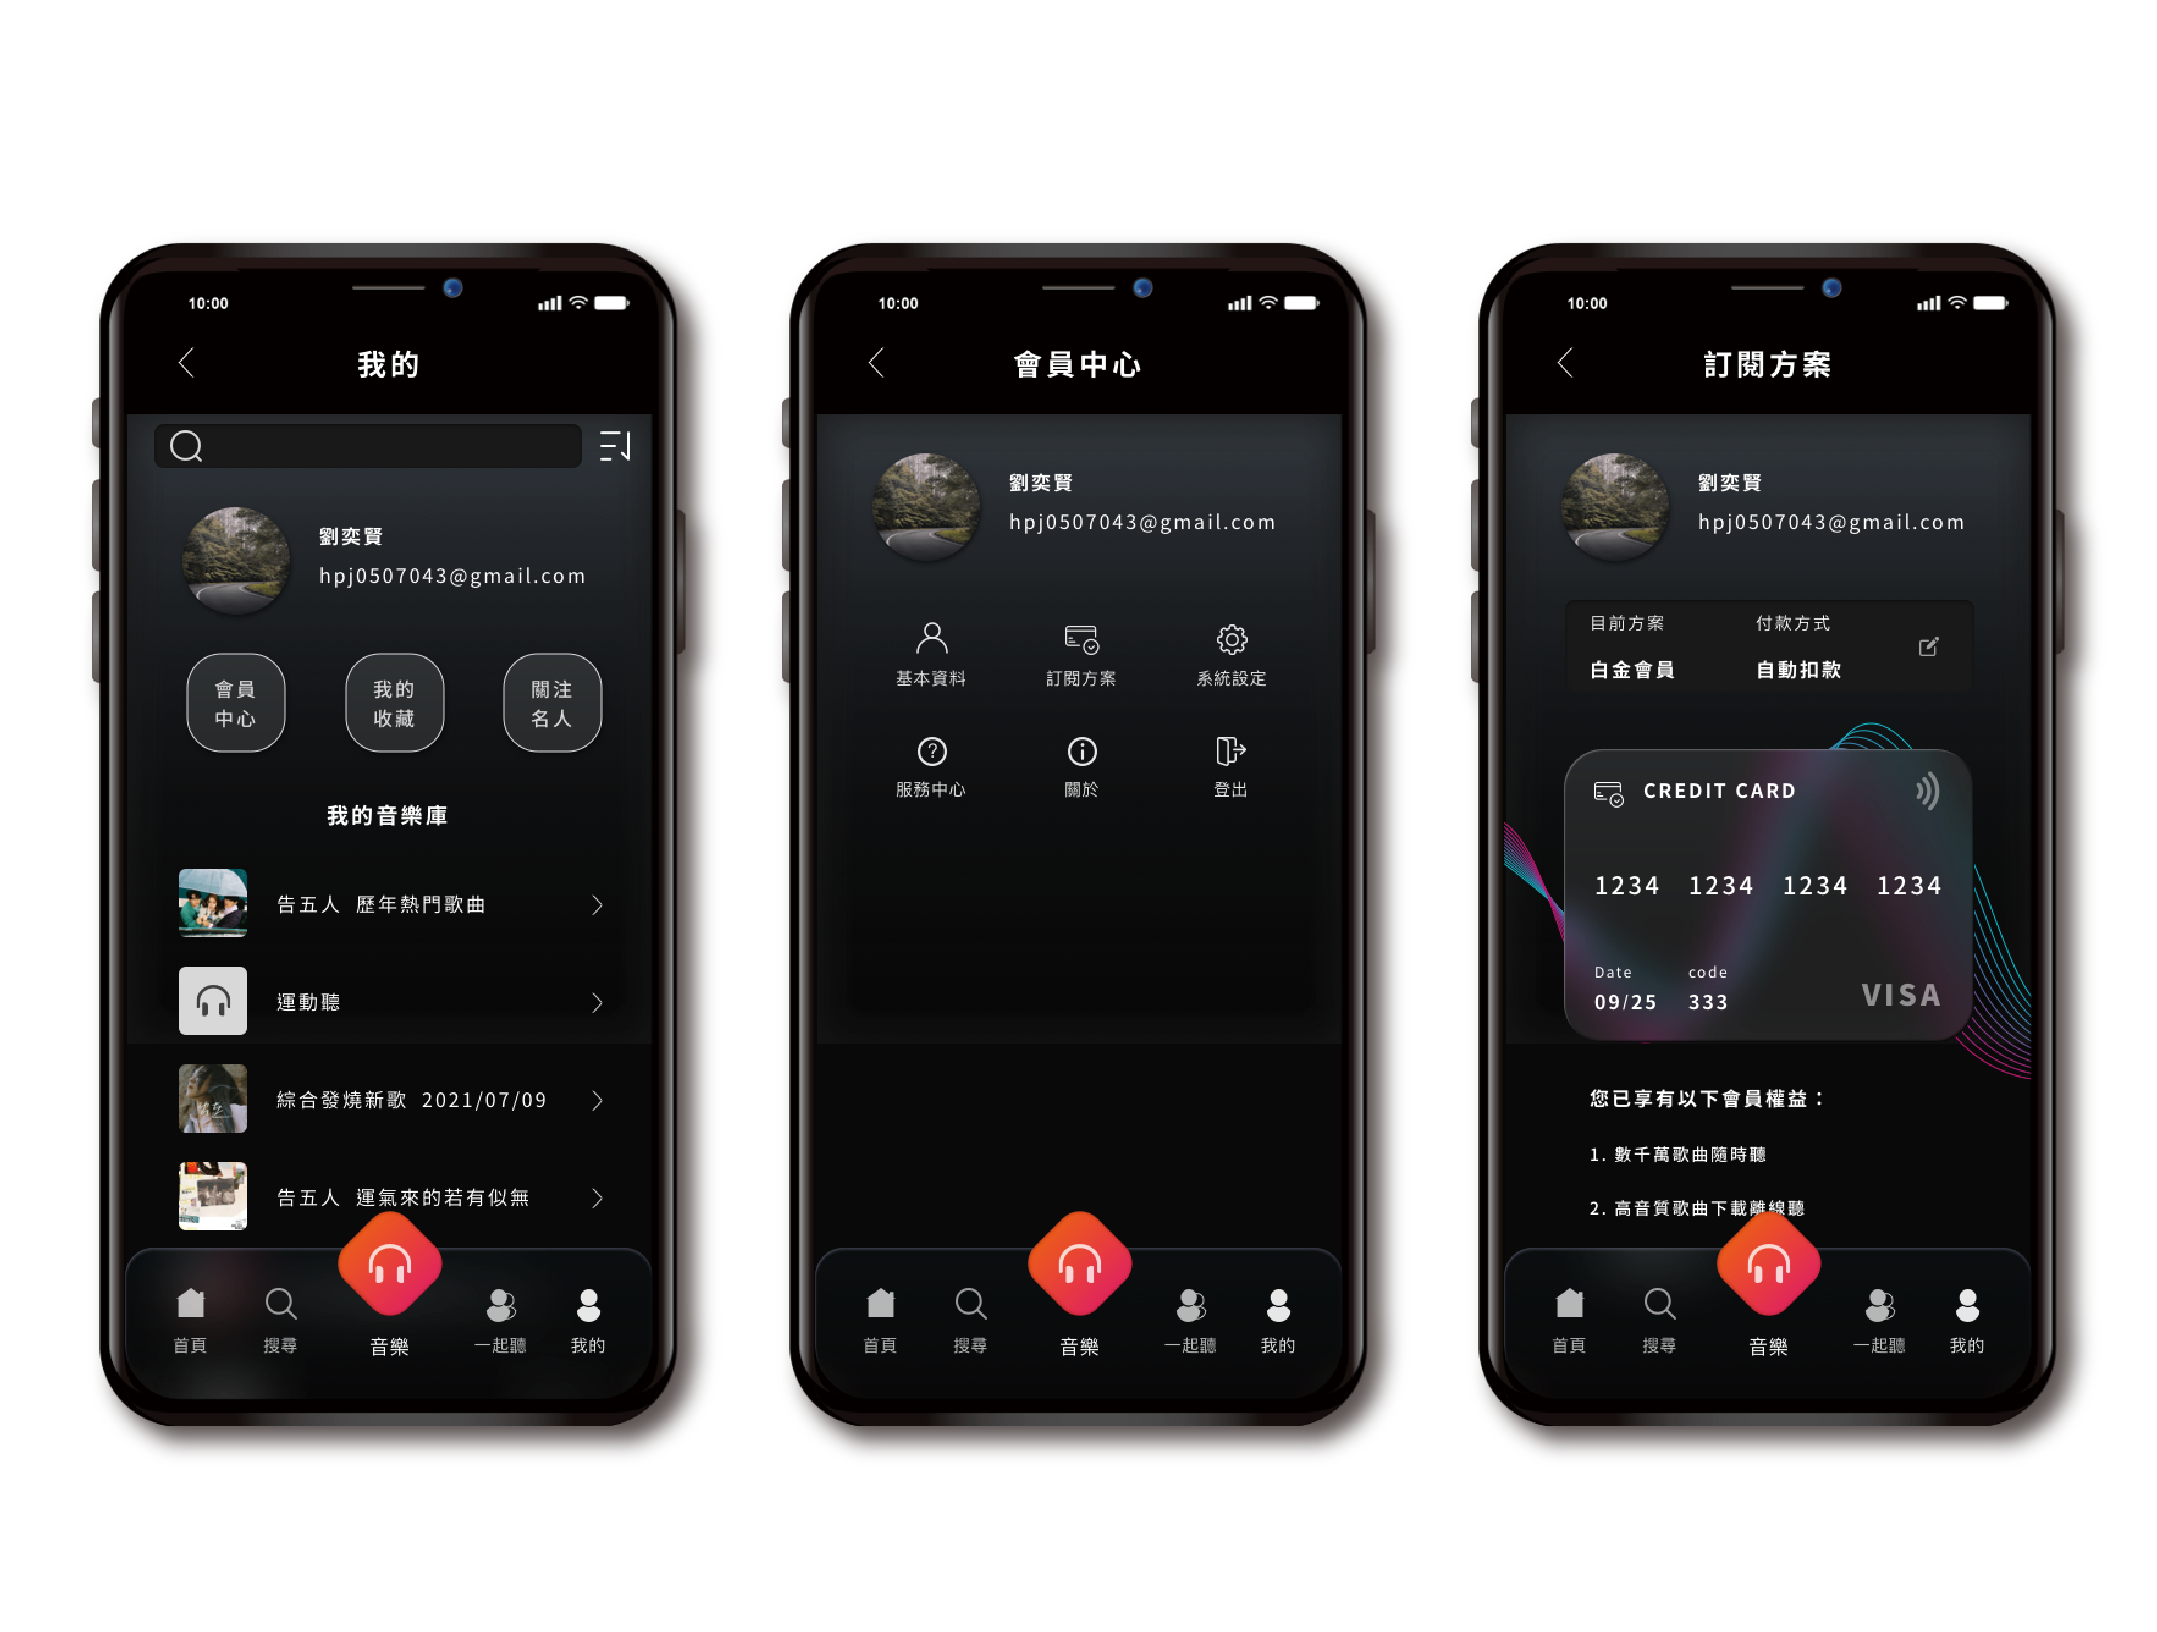 10:00
我的
劉奕賢
hpj0507043@gmail.com
會員
中心
我的
收藏
關注
名人
我的音樂庫
告五人 歷年熱門歌曲
運動聽
綜合發燒新歌 2021/07/09
告五人 運氣來的若有似無
首頁
搜尋
音樂
一起聽
我的
10:00
會員中心
劉奕賢
hpj0507043@gmail.com
基本資料
訂閱方案
系統設定
服務中心
關於
登出
首頁
搜尋
音樂
一起聽
我的
10:00
訂閱方案
劉奕賢
hpj0507043@gmail.com
目前方案
付款方式
白金會員
自動扣款
CREDIT CARD
1234 1234 1234 1234
Date
code
09/25
333
VISA
您已享有以下會員權益：
1. 數千萬歌曲隨時聽
2. 高音質歌曲下載離線聽
首頁
搜尋
音樂
一起聽
我的